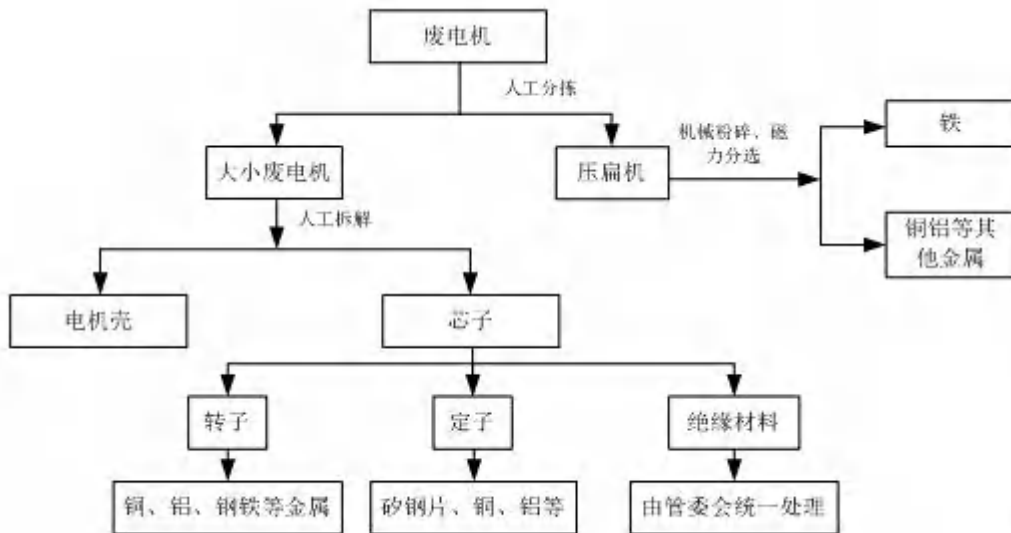 废电机
人工分拣
机械粉碎、磁
力分选
铁
大小废电机
压扁机
人工拆解
铜铝等其
他金属
电机壳
芯子
转子
定子
绝缘材料
铜、铝、钢铁等金属
矽钢片、铜、铝等
由管委会统一处理